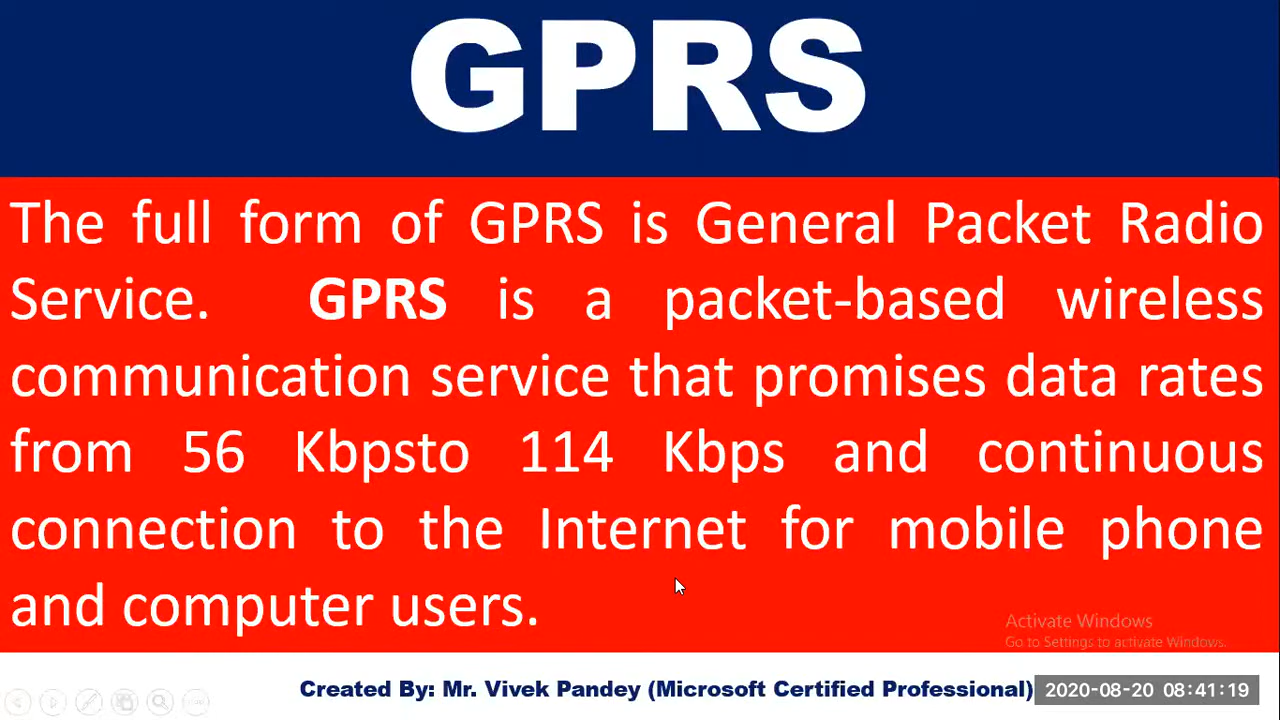 GPRS
The full form of GPRS is General Packet Radio
Service. GPRS is a packet-based wireless
communication service that promises data rates
from 56 Kbpsto 114 Kbps and continuous
connection to the Internet for mobile phone
and computer users.
Activate Windows
Go to Settings to activate Windows.
Created By: Mr. Vivek Pandey (Microsoft Certified Professional)
2020-08-20 08:41:19